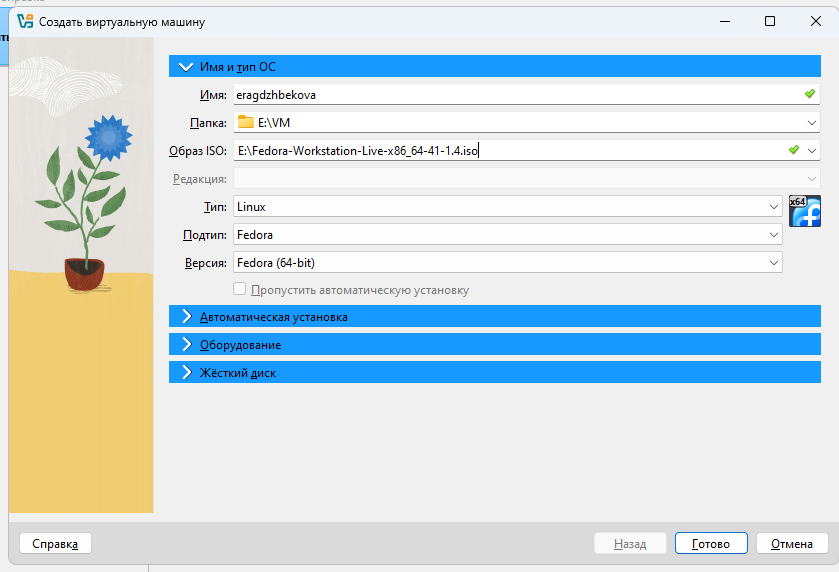 Создать виртуальную машину
Имя и тип ОС
Имя: eragdzhbekova
Папка: E:\VM
Образ ISO: E:\Fedora-Workstation-Live-x86_64-41-1.4.iso
Редакция:
Тип: Linux
x64
Подтип: Fedora
Версия: Fedora (64-bit)
Пропустить автоматическую установку
Автоматическая установка
Оборудование
Жёсткий диск
Справка Назад Готово Отмена